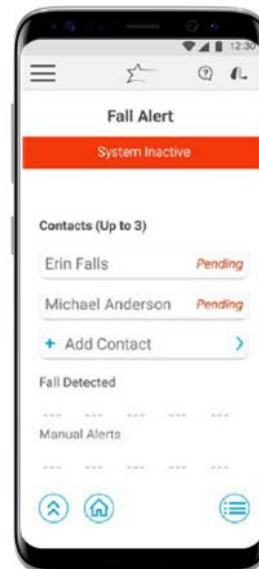 12:30
Fall Alert
System Inactive
Contacts (Up to 3)
Erin Falls Pending
Michael Anderson Pending
+ Add Contact >
Fall Detected
--- --- --- --- ---
Manual Alerts
--- --- --- --- ---